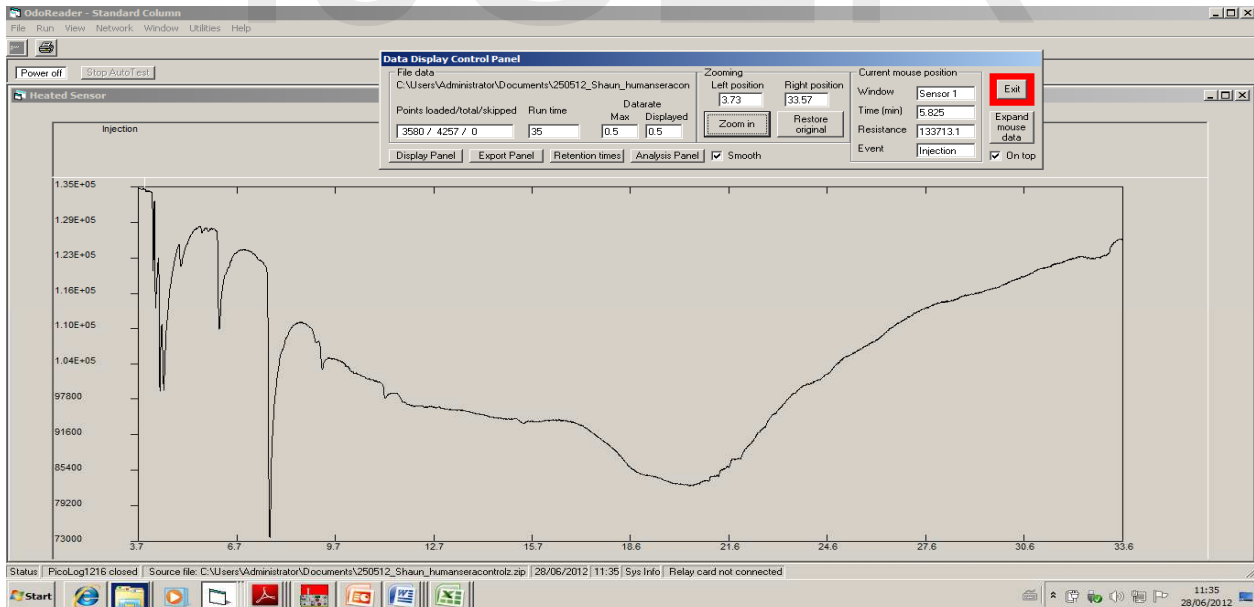 OdoReader - Standard Column
File Run View Network Window Utilities Help
Power off Stop AutoTest
Heated Sensor
Data Display Control Panel
File data
C:\Users\Administrator\Documents\250512_Shaun_humanseracon
Points loaded/total/skipped Run time Datarate
Max Displayed
3580 / 4257 / 0 35 0.5 0.5
Zooming
Left position Right position
3.73 33.57
Zoom in Restore original
Current mouse position
Window Sensor 1
Time (min) 5.825
Resistance 133713.1
Event Injection
Exit
Expand mouse data
On top
Display Panel Export Panel Retention times Analysis Panel Smooth
Injection
1.35E+05
1.29E+05
1.23E+05
1.16E+05
1.10E+05
1.04E+05
97800
91600
85400
79200
73000
3.7 6.7 9.7 12.7 15.7 18.6 21.6 24.6 27.6 30.6 33.6
Status PicoLog1216 closed Source file: C:\Users\Administrator\Documents\250512_Shaun_humanseracontrolz.zip 28/06/2012 11:35 Sys Info Relay card not connected
Start
11:35
28/06/2012